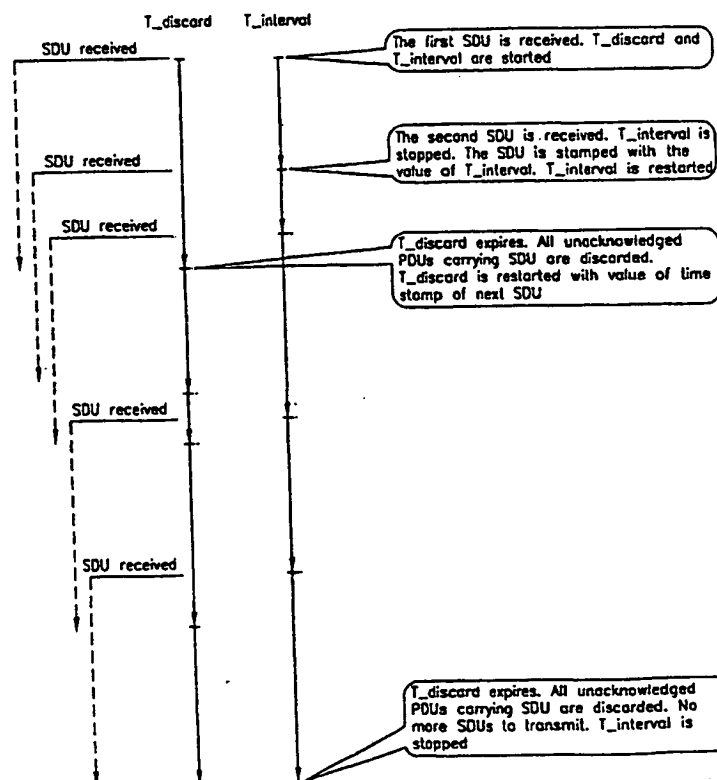 T_discard T_interval
SDU received
The first SDU is received. T_discard and
T_interval are started
SDU received
The second SDU is received. T_interval is
stopped. The SDU is stamped with the
value of T_interval. T_interval is restarted
SDU received
T_discard expires. All unacknowledged
PDUs carrying SDU are discarded.
T_discard is restarted with value of time
stamp of next SDU
SDU received
SDU received
T_discard expires. All unacknowledged
PDUs carrying SDU are discarded. No
more SDUs to transmit. T_interval is
stopped